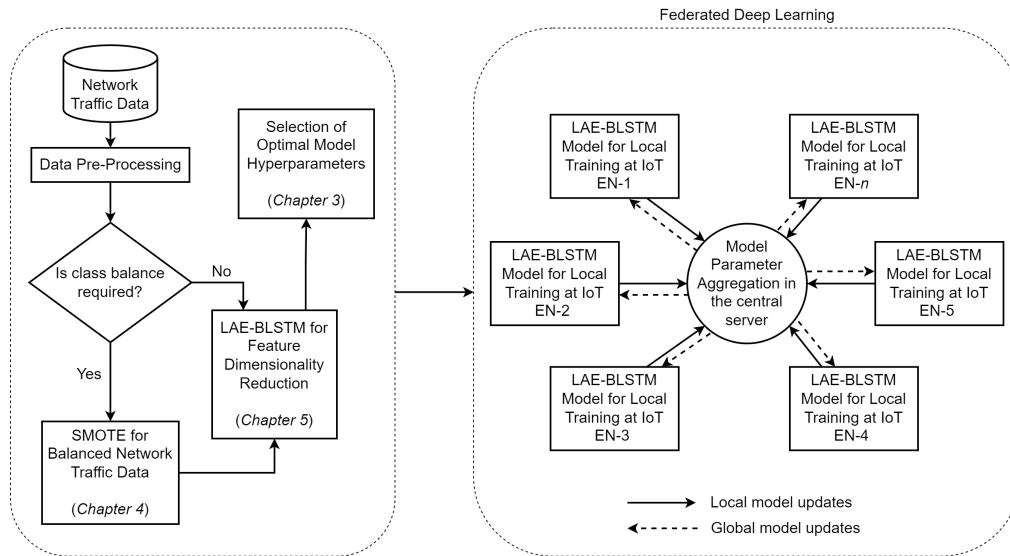 Federated Deep Learning
Network
Traffic Data
Data Pre-Processing
Is class balance
required?
No
Yes
SMOTE for
Balanced Network
Traffic Data
(Chapter 4)
LAE-BLSTM for
Feature
Dimensionality
Reduction
(Chapter 5)
Selection of
Optimal Model
Hyperparameters
(Chapter 3)
LAE-BLSTM
Model for Local
Training at IoT
EN-1
LAE-BLSTM
Model for Local
Training at IoT
EN-n
LAE-BLSTM
Model for Local
Training at IoT
EN-2
Model
Parameter
Aggregation in
the central
server
LAE-BLSTM
Model for Local
Training at IoT
EN-5
LAE-BLSTM
Model for Local
Training at IoT
EN-3
LAE-BLSTM
Model for Local
Training at IoT
EN-4
Local model updates
Global model updates